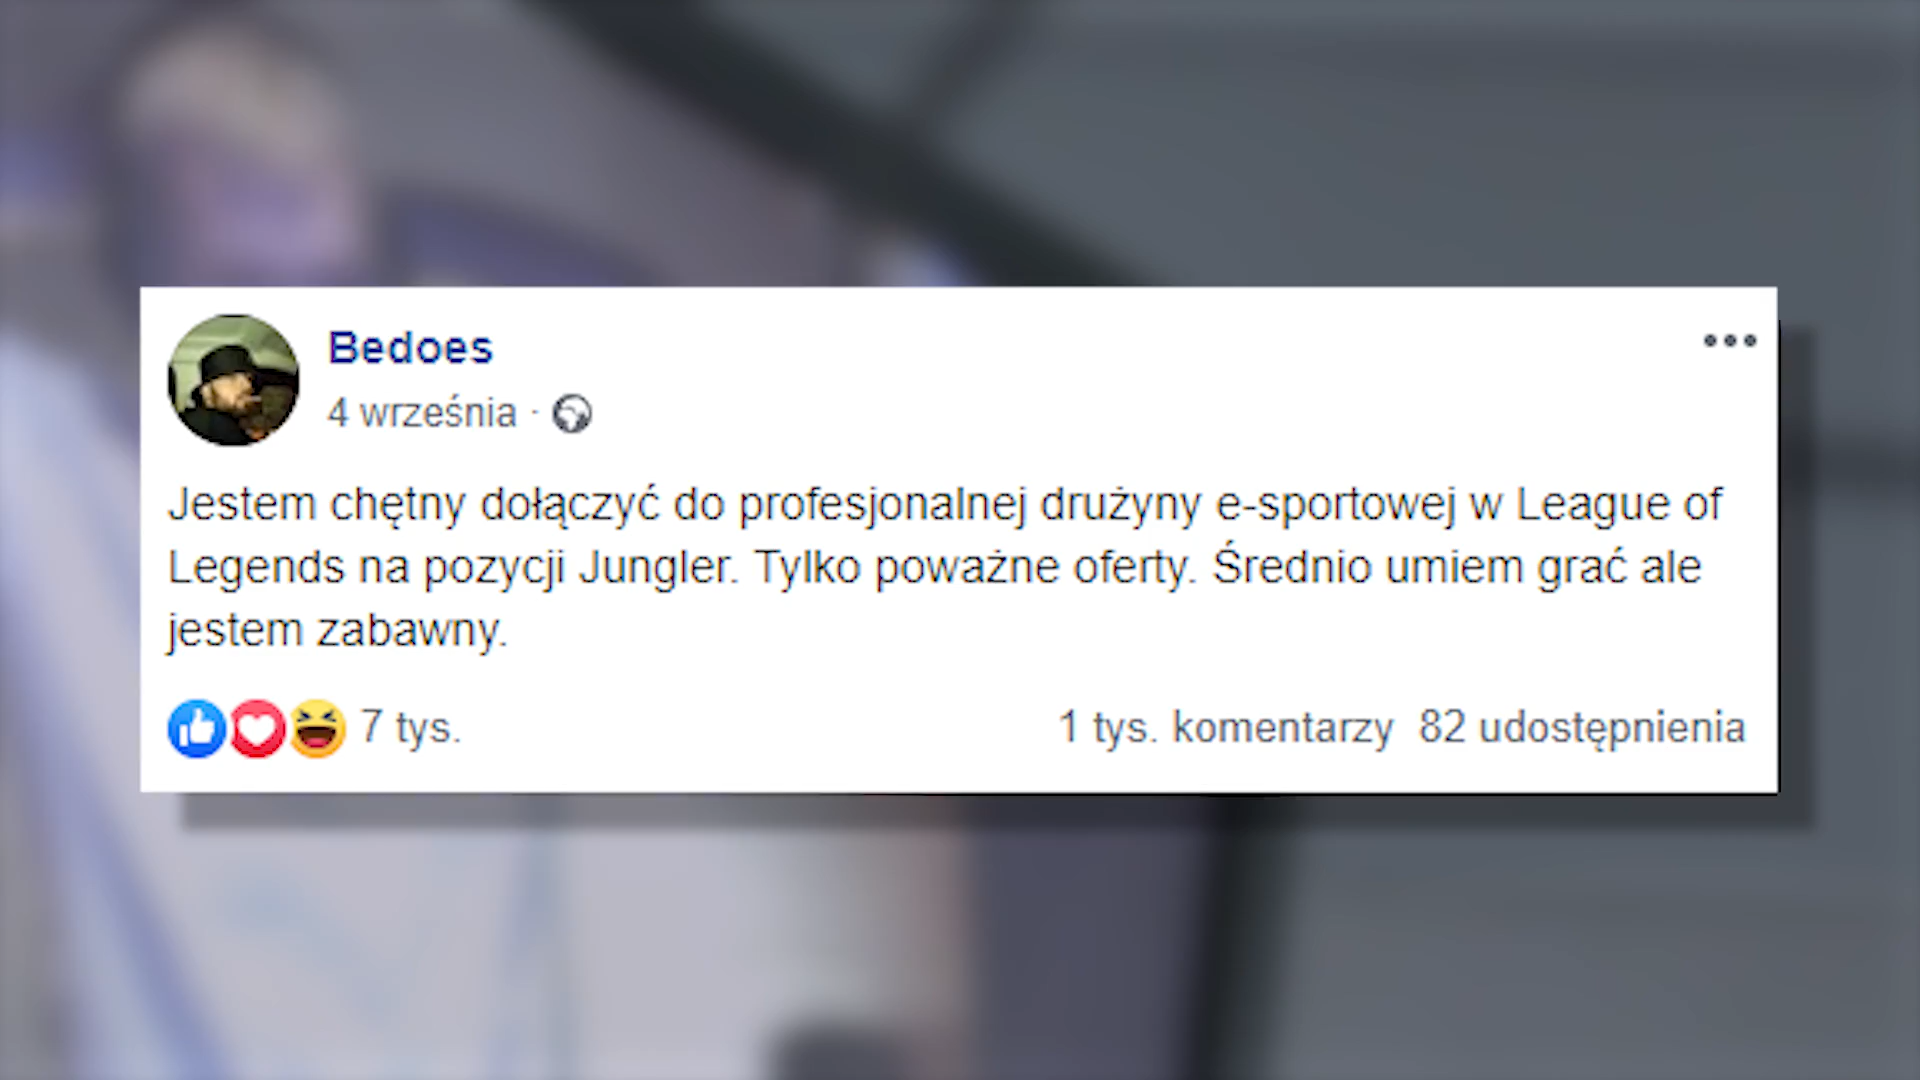 Bedoes
4 września ·
Jestem chętny dołączyć do profesjonalnej drużyny e-sportowej w League of
Legends na pozycji Jungler. Tylko poważne oferty. Średnio umiem grać ale
jestem zabawny.
7 tys. 1 tys. komentarzy 82 udostępnienia